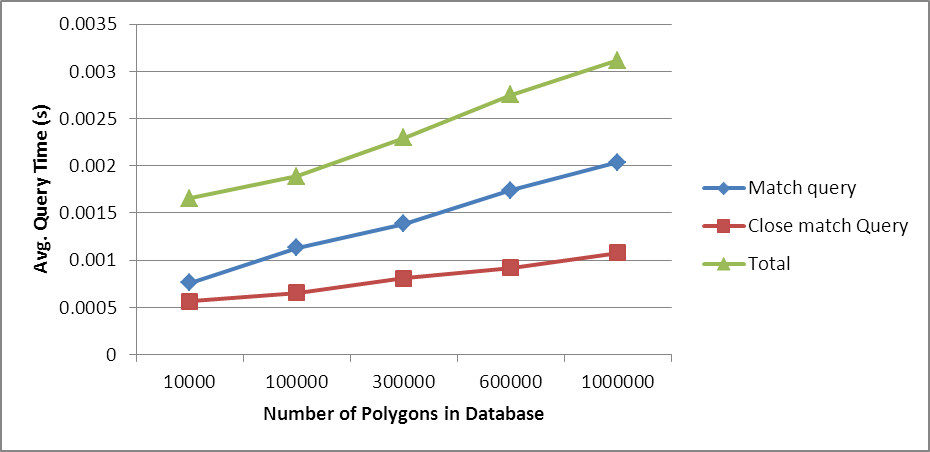 0.0035
0.003
0.0025
0.002
0.0015
0.001
0.0005
0
Avg. Query Time (s)
10000 100000 300000 600000 1000000
Number of Polygons in Database
Match query
Close match Query
Total